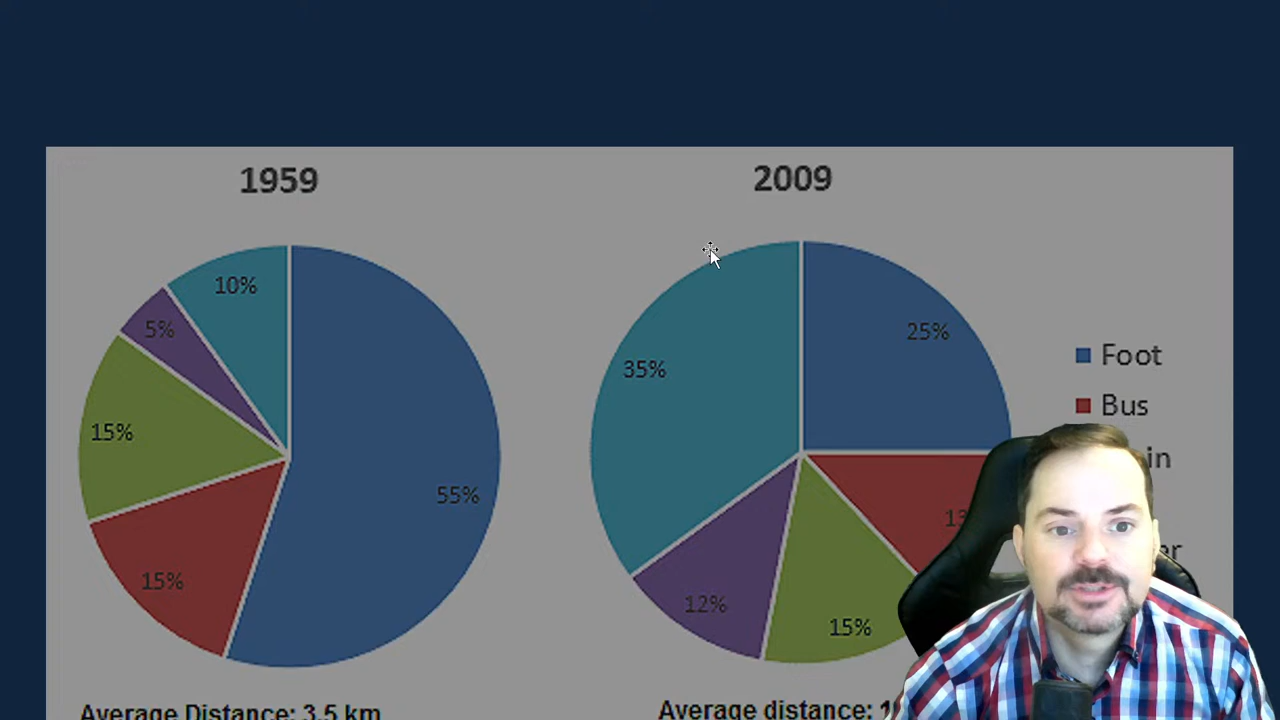 1959
2009
10%
5%
15%
15%
55%
35%
25%
12%
15%
Foot
Bus
Average Distance: 3.5 km
Average distance: